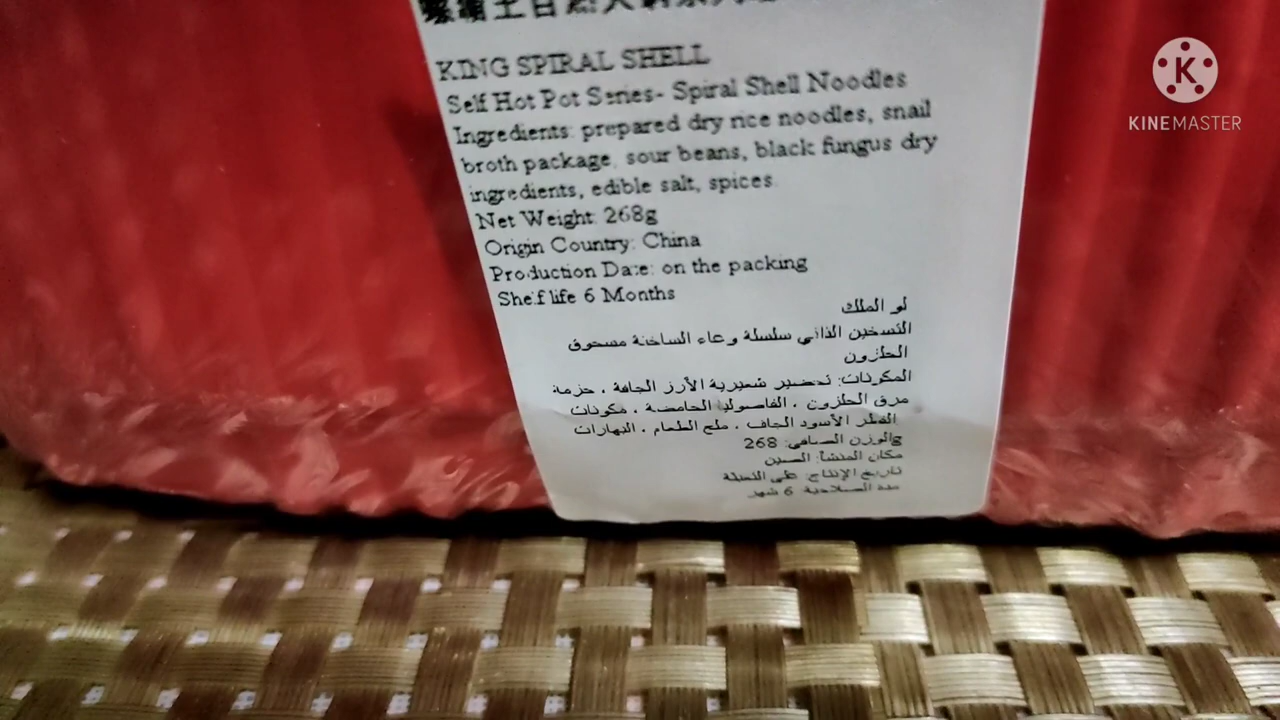 KING SPIRAL SHELL
Self Hot Pot Series- Spiral Shell Noodles
Ingredients: prepared dry rice noodles, snail
broth package, sour beans, black fungus dry
ingredients, edible salt, spices.
Net Weight: 268g
Origin Country: China
Production Date: on the packing
Shelf life 6 Months
لو الملك
التسخين الذاتي سلسلة وعاء الساخنة مسحوق
الحلزون
المكونات: تحضير شعيرية الأرز الجافة ، حزمة
مرق الحلزون ، الفاصوليا الحامضة ، مكونات
الفطر الأسود الجاف ، ملح الطعام ، البهارات
والوزن الصافي: 268g
مكان المنشأ: الصين
تاريخ الإنتاج: على التعبئة
مدة الصلاحية: 6 شهر
K
KINEMASTER